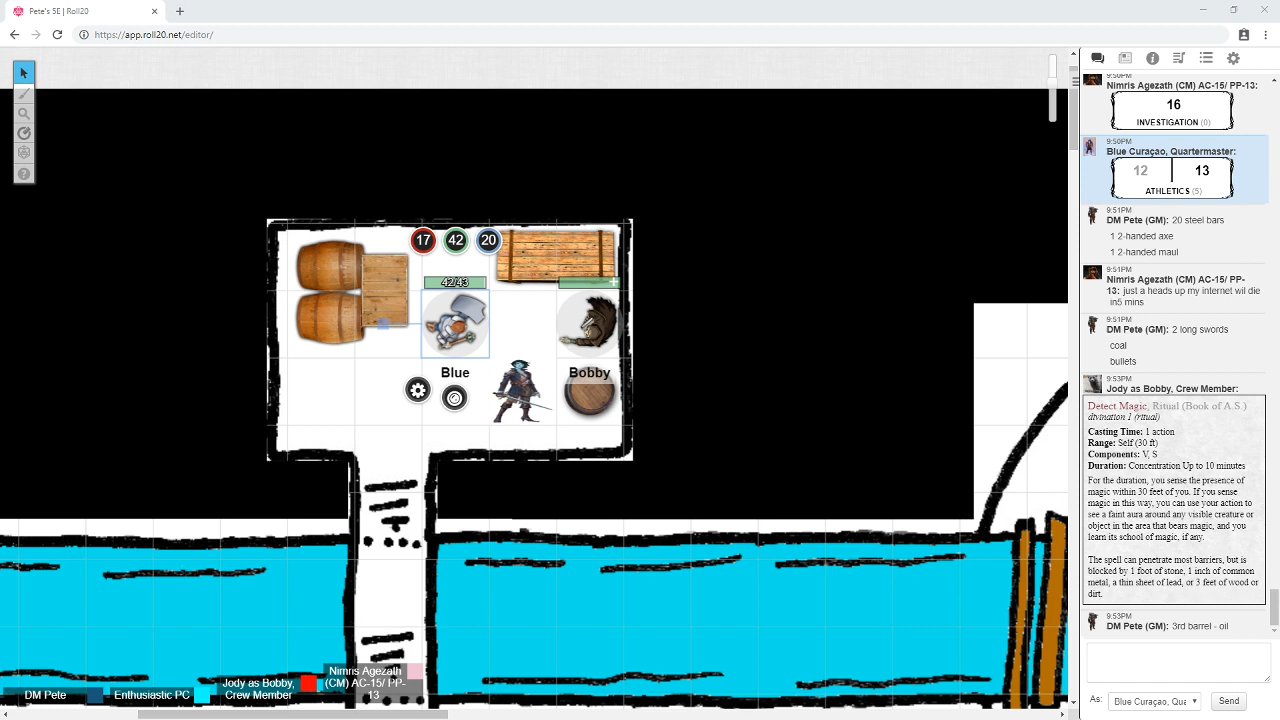 Pete's 5E | Roll20
https://app.roll20.net/editor/
9:50PM
Nimris Agezath (CM) AC-15/ PP-13:
16
INVESTIGATION (0)
9:50PM
Blue Curaçao, Quartermaster:
12 13
ATHLETICS (5)
9:51PM
DM Pete (GM): 20 steel bars
1 2-handed axe
1 2-handed maul
9:51PM
Nimris Agezath (CM) AC-15/ PP-
13: just a heads up my internet wil die
in5 mins
9:51PM
DM Pete (GM): 2 long swords
coal
bullets
9:53PM
Jody as Bobby, Crew Member:
Detect Magic, Ritual (Book of A.S.)
divination 1 (ritual)
Casting Time: 1 action
Range: Self (30 ft)
Components: V, S
Duration: Concentration Up to 10 minutes
For the duration, you sense the presence of
magic within 30 feet of you. If you sense
magic in this way, you can use your action to
see a faint aura around any visible creature or
object in the area that bears magic, and you
learn its school of magic, if any.
The spell can penetrate most barriers, but is
blocked by 1 foot of stone, 1 inch of common
metal, a thin sheet of lead, or 3 feet of wood or
dirt.
9:53PM
DM Pete (GM): 3rd barrel - oil
As: Blue Curaçao, Qua Send
17 42 20
42/43
Blue
Bobby
DM Pete
Enthusiastic PC
Jody as Bobby,
Crew Member
Nimris Agezath
(CM) AC-15/ PP-
13